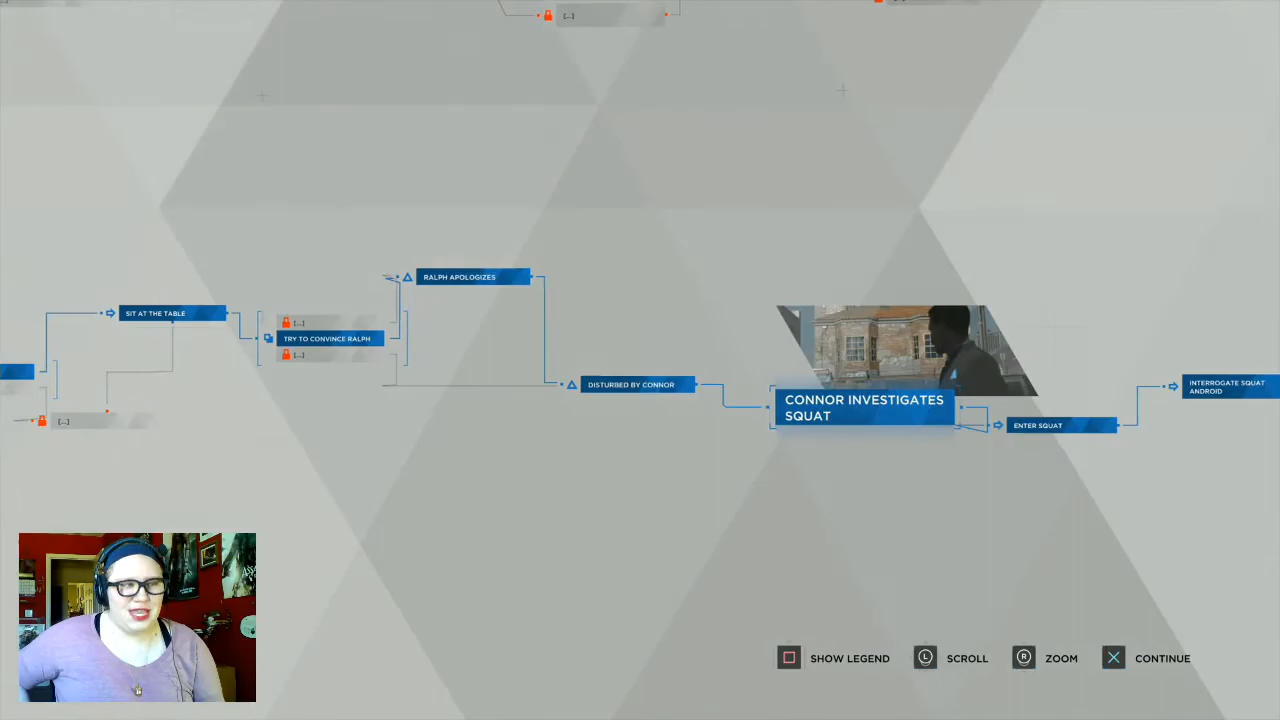 [...]
RALPH APOLOGIZES
SIT AT THE TABLE
[...]
TRY TO CONVINCE RALPH
[...]
DISTURBED BY CONNOR
INTERROGATE SQUAT
ANDROID
CONNOR INVESTIGATES
SQUAT
[...]
ENTER SQUAT
SHOW LEGEND
L
SCROLL
R
ZOOM
CONTINUE